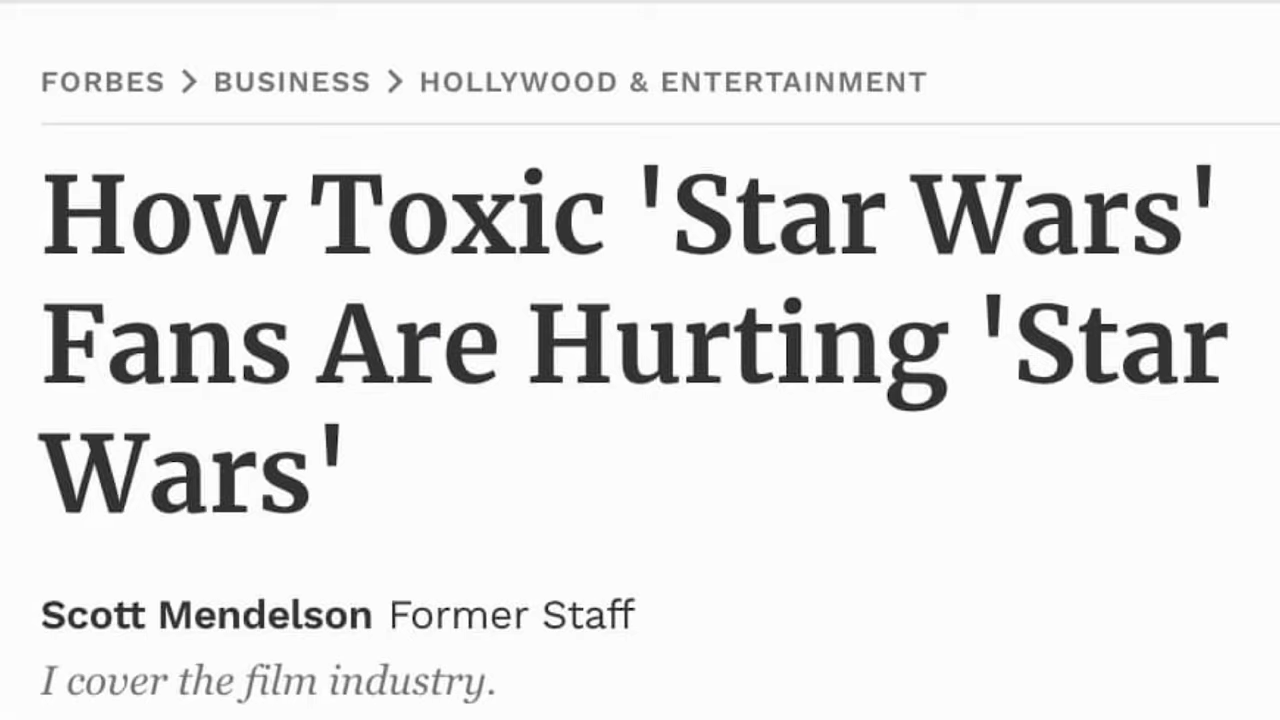 FORBES > BUSINESS > HOLLYWOOD & ENTERTAINMENT
How Toxic 'Star Wars'
Fans Are Hurting 'Star
Wars'
Scott Mendelson Former Staff
I cover the film industry.